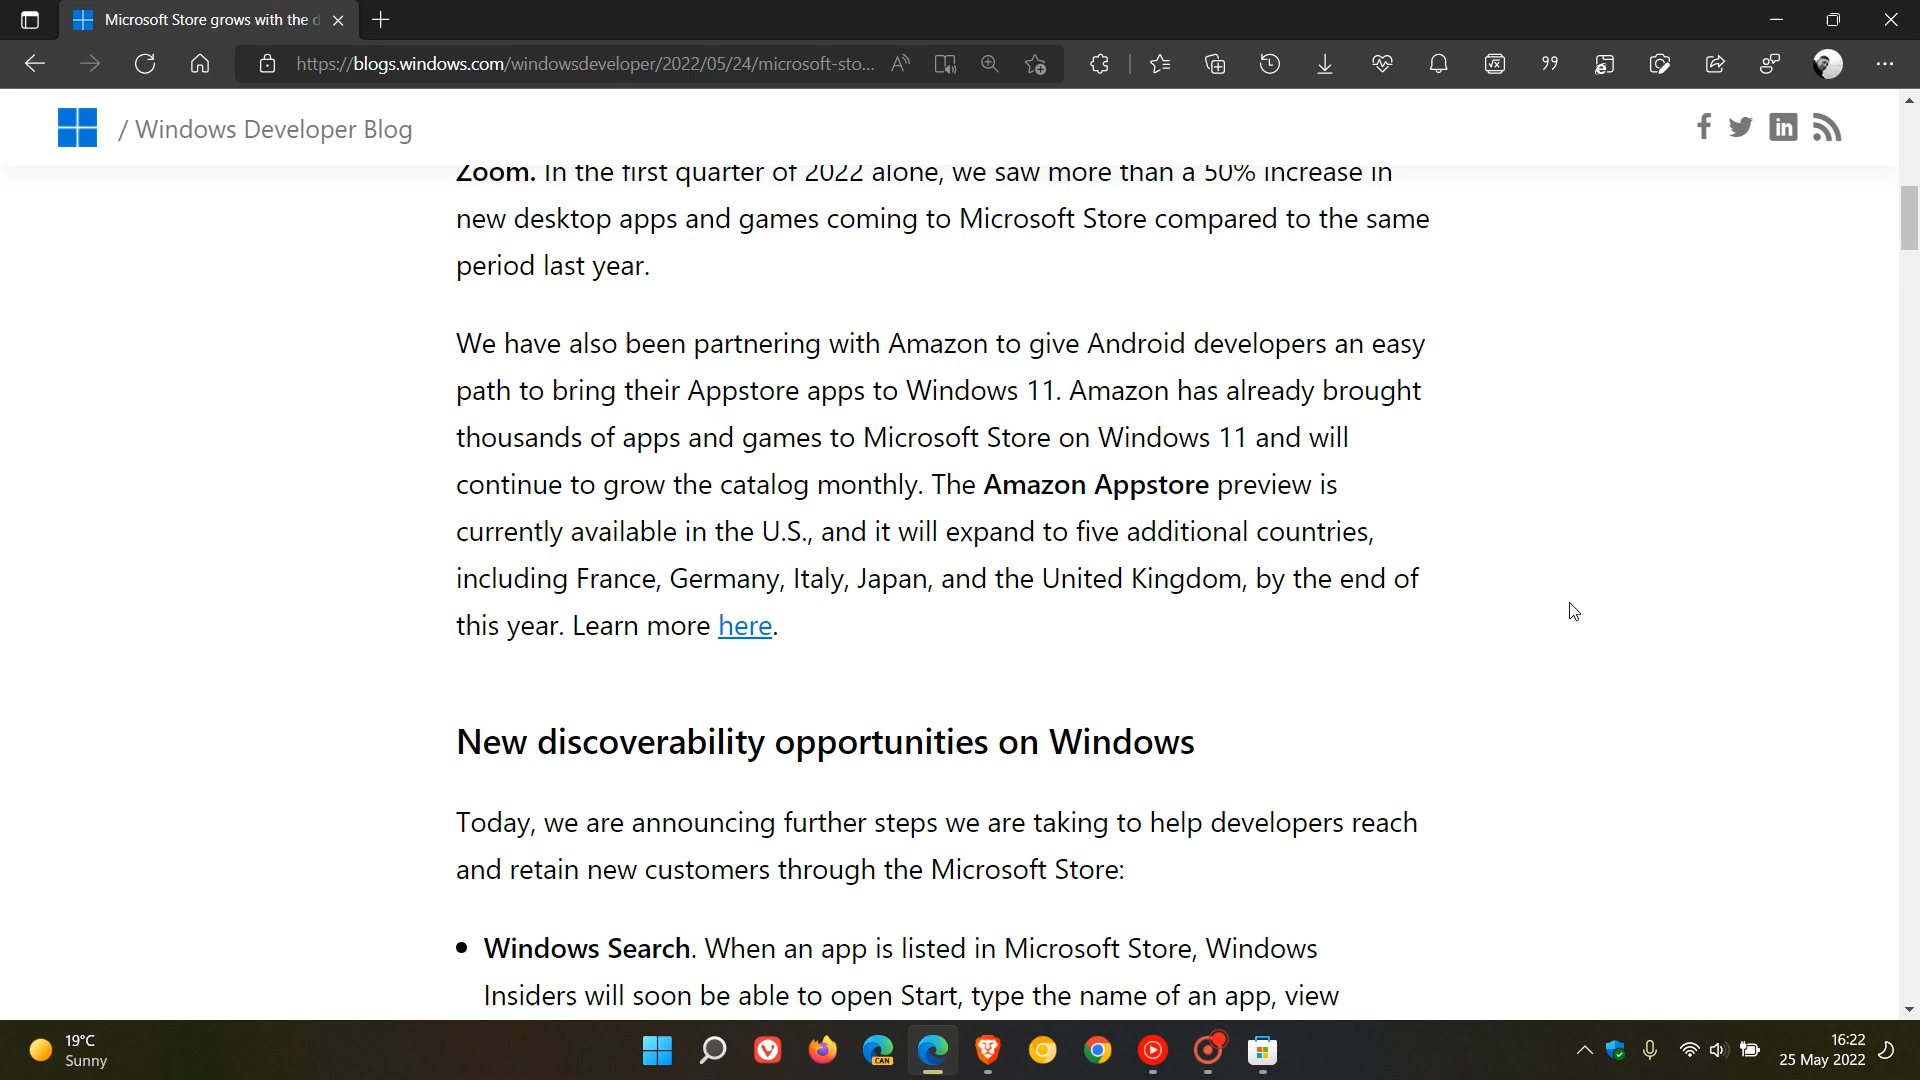 Microsoft Store grows with the d
https://blogs.windows.com/windowsdeveloper/2022/05/24/microsoft-sto...
/ Windows Developer Blog
Zoom. In the first quarter of 2022 alone, we saw more than a 50% increase in
new desktop apps and games coming to Microsoft Store compared to the same
period last year.
We have also been partnering with Amazon to give Android developers an easy
path to bring their Appstore apps to Windows 11. Amazon has already brought
thousands of apps and games to Microsoft Store on Windows 11 and will
continue to grow the catalog monthly. The Amazon Appstore preview is
currently available in the U.S., and it will expand to five additional countries,
including France, Germany, Italy, Japan, and the United Kingdom, by the end of
this year. Learn more here.
New discoverability opportunities on Windows
Today, we are announcing further steps we are taking to help developers reach
and retain new customers through the Microsoft Store:
• Windows Search. When an app is listed in Microsoft Store, Windows
Insiders will soon be able to open Start, type the name of an app, view
19°C
Sunny
CAN
16:22
25 May 2022